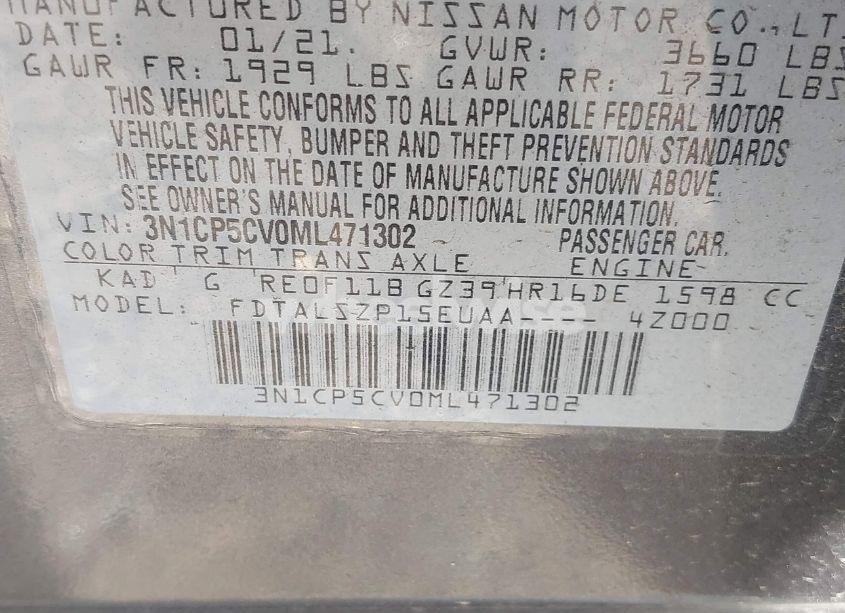 MANUFACTURED BY NISSAN MOTOR CO., LT
DATE: 01/21. GVWR: 3660 LBS
GAWR FR: 1929 LBS GAWR RR: 1731 LBS
THIS VEHICLE CONFORMS TO ALL APPLICABLE FEDERAL MOTOR
VEHICLE SAFETY, BUMPER AND THEFT PREVENTION STANDARDS
IN EFFECT ON THE DATE OF MANUFACTURE SHOWN ABOVE.
SEE OWNER'S MANUAL FOR ADDITIONAL INFORMATION.
VIN: 3N1CP5CV0ML471302 PASSENGER CAR.
COLOR TRIM TRANS AXLE ENGINE
KAD G RE0F11B GZ39 HR16DE 1598 CC
MODEL: FDTALSZP15EUAA---- 4Z000
3N1CP5CV0ML471302